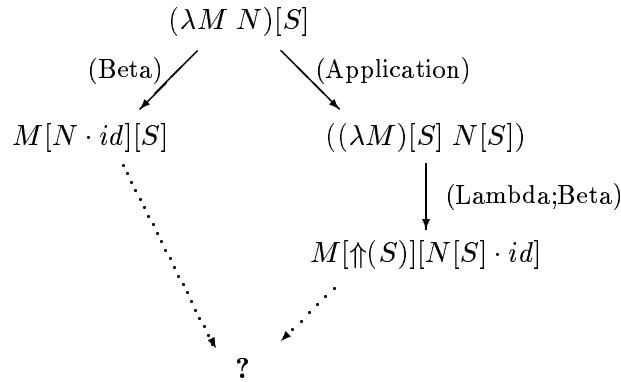 (λM N)[S]
(Beta) (Application)
M[N · id][S] ((λM)[S] N[S])
(Lambda;Beta)
M[⇑(S)][N[S] · id]
?